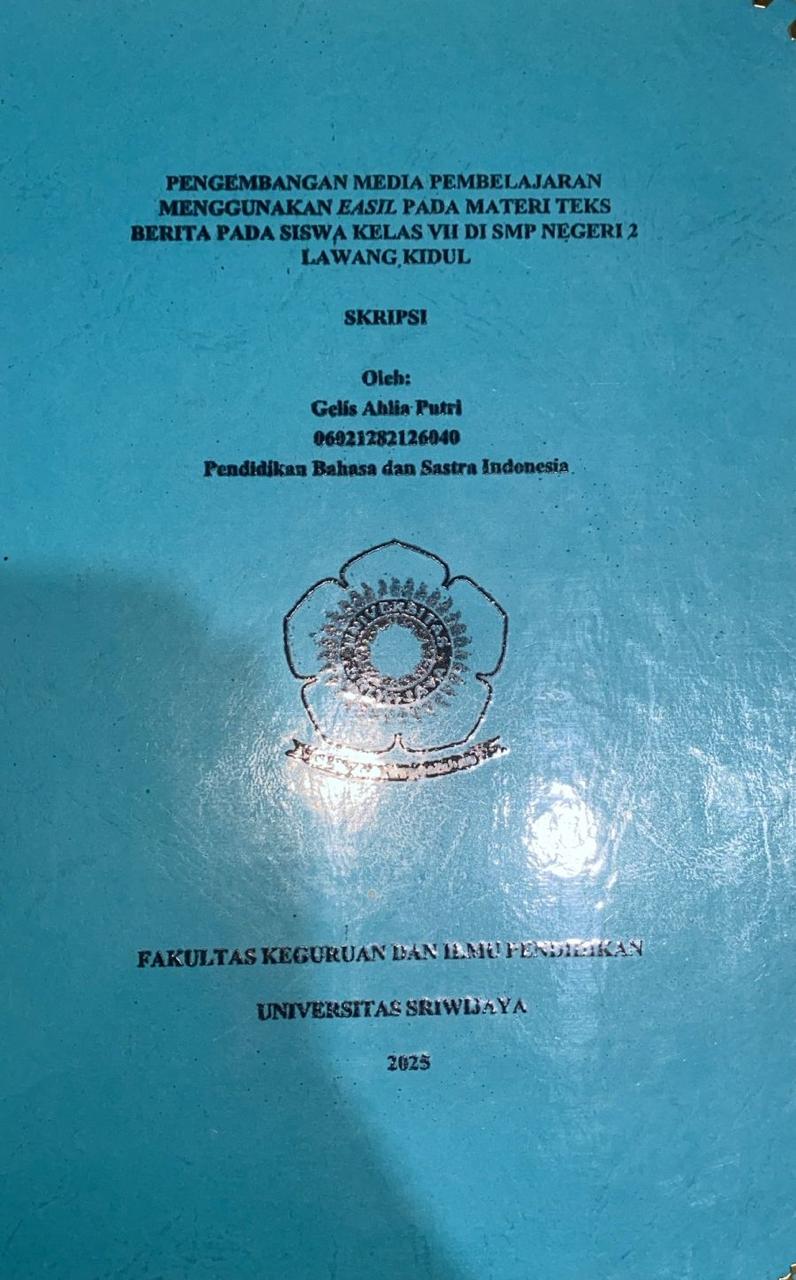 PENGEMBANGAN MEDIA PEMBELAJARAN
MENGGUNAKAN EASIL PADA MATERI TEKS
BERITA PADA SISWA KELAS VII DI SMP NEGERI 2
LAWANG KIDUL
SKRIPSI
Oleh:
Gelis Ahlia Putri
06021282126040
Pendidikan Bahasa dan Sastra Indonesia
UNIVERSITAS
SRIWIJAYA
FAKULTAS KEGURUAN DAN ILMU PENDIDIKAN
UNIVERSITAS SRIWIJAYA
2025